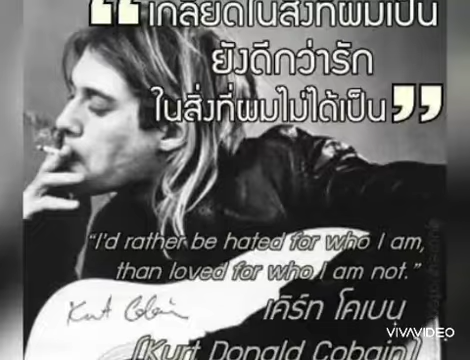 “ เกลียดในสิ่งที่ผมเป็น
ยังดีกว่ารัก
ในสิ่งที่ผมไม่ได้เป็น ”
“I'd rather be hated for who I am,
than loved for who I am not.”
Kurt Cobain
เคิร์ท โคเบน
VIVAVIDEO
(Kurt Donald Cobain)